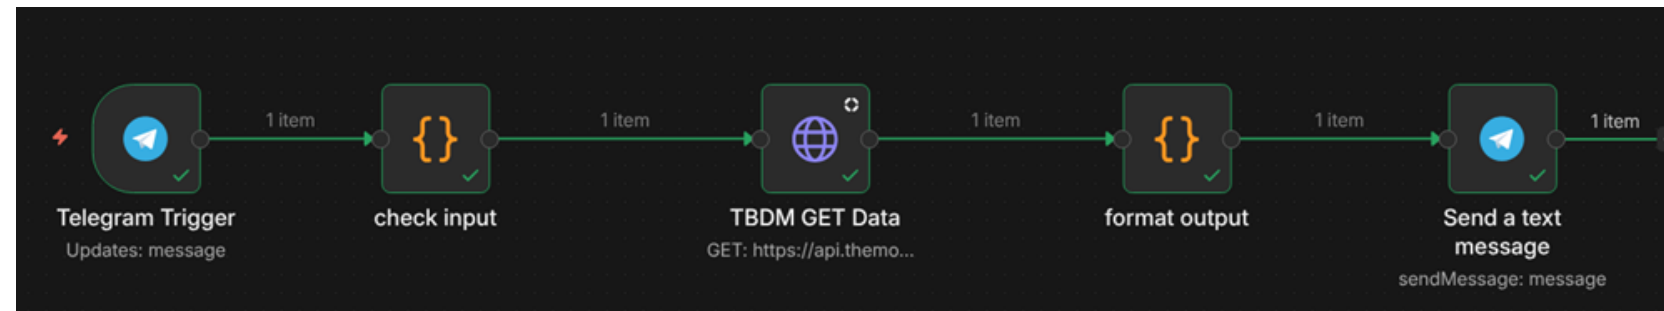 1 item
1 item
1 item
1 item
1 item
Telegram Trigger
Updates: message
check input
TBDM GET Data
GET: https://api.themo...
format output
Send a text
message
sendMessage: message